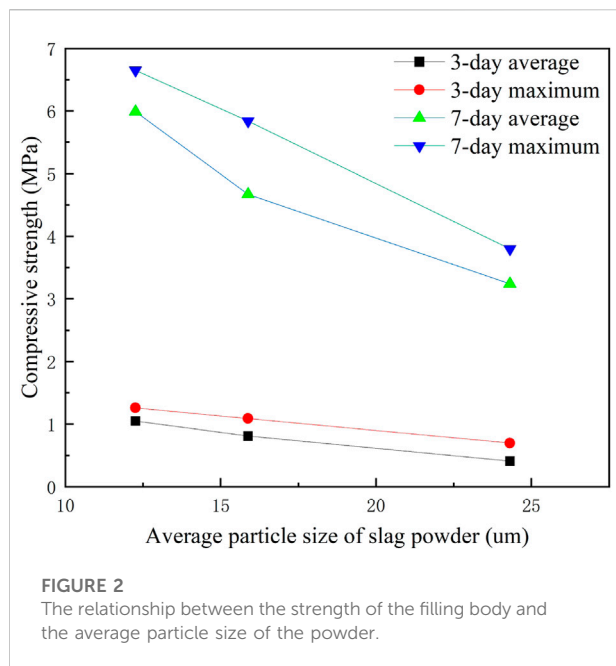 7
6
5
4
3
2
1
0
Compressive strength (MPa)
3-day average
3-day maximum
7-day average
7-day maximum
10 15 20 25
Average particle size of slag powder (um)
FIGURE 2
The relationship between the strength of the filling body and
the average particle size of the powder.